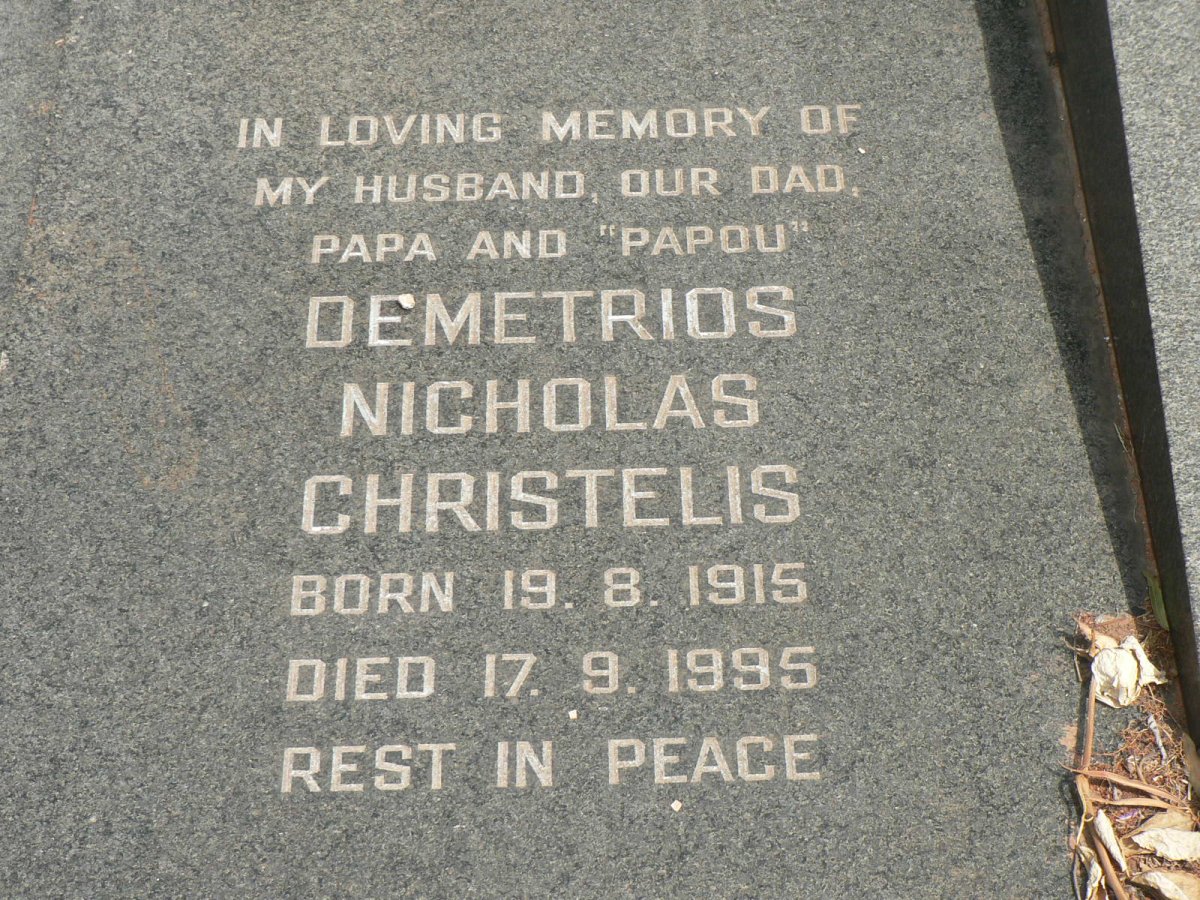 IN LOVING MEMORY OF
MY HUSBAND, OUR DAD,
PAPA AND "PAPOU"
DEMETRIOS
NICHOLAS
CHRISTELIS
BORN 19. 8. 1915
DIED 17. 9. 1995
REST IN PEACE